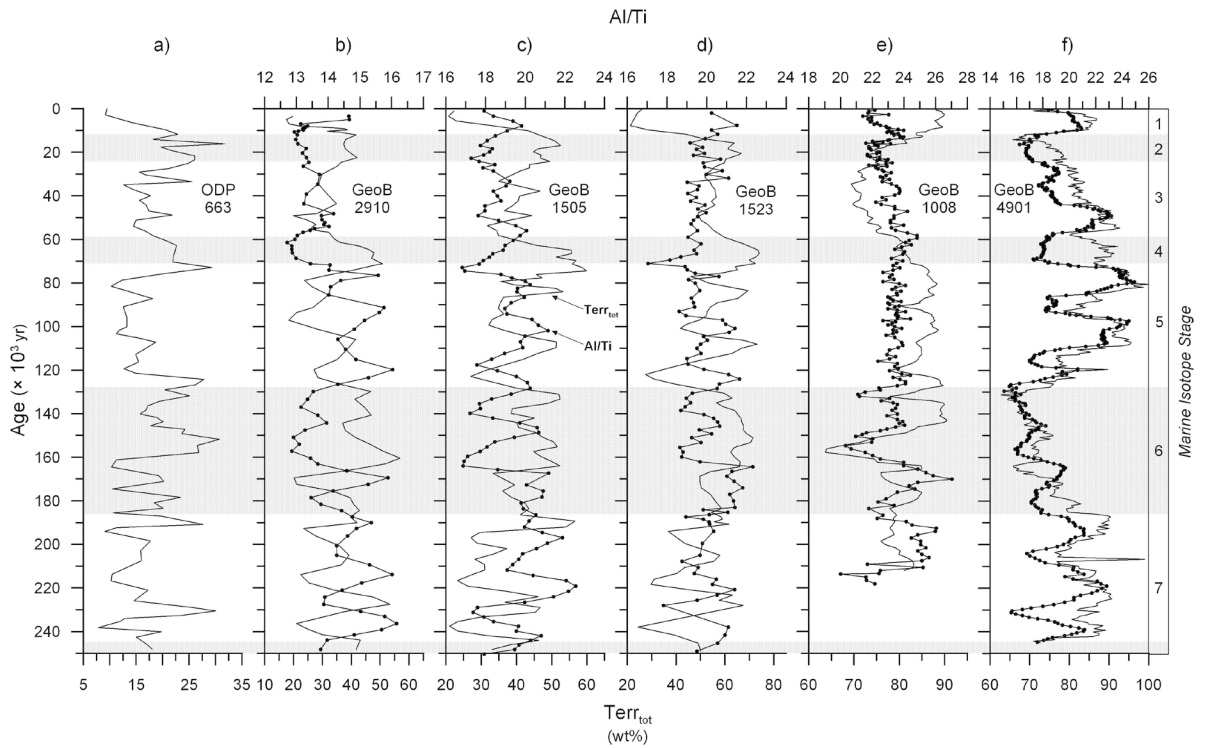 Al/Ti
a) b) c) d) e) f)
12 13 14 15 16 17 16 18 20 22 23 24 16 18 20 22 24 18 20 22 24 26 28 14 16 18 20 22 24 26
0
20
40
60
80
100
120
140
160
180
200
220
240
Age (× 10³ yr)
ODP
663
GeoB
2910
GeoB
1505
GeoB
1523
GeoB
1008
GeoB
4901
Terrtot
Al/Ti
1
2
3
4
5
6
7
Marine Isotope Stage
5 15 25 35 10 20 30 40 50 60 20 30 40 50 60 20 40 60 80 60 70 80 90 100 60 70 80 90 100
Terrtot
(wt%)